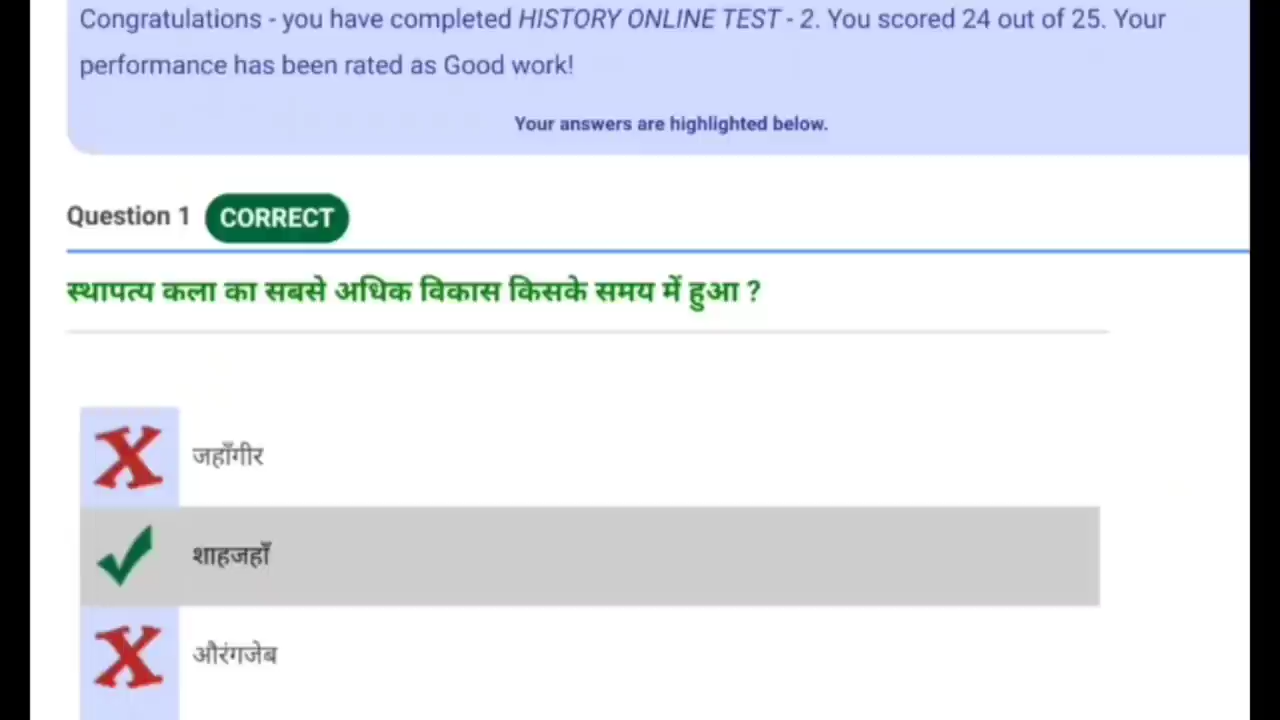 Congratulations - you have completed HISTORY ONLINE TEST - 2. You scored 24 out of 25. Your
performance has been rated as Good work!
Your answers are highlighted below.
Question 1 CORRECT
स्थापत्य कला का सबसे अधिक विकास किसके समय में हुआ ?
जहाँगीर
शाहजहाँ
औरंगजेब